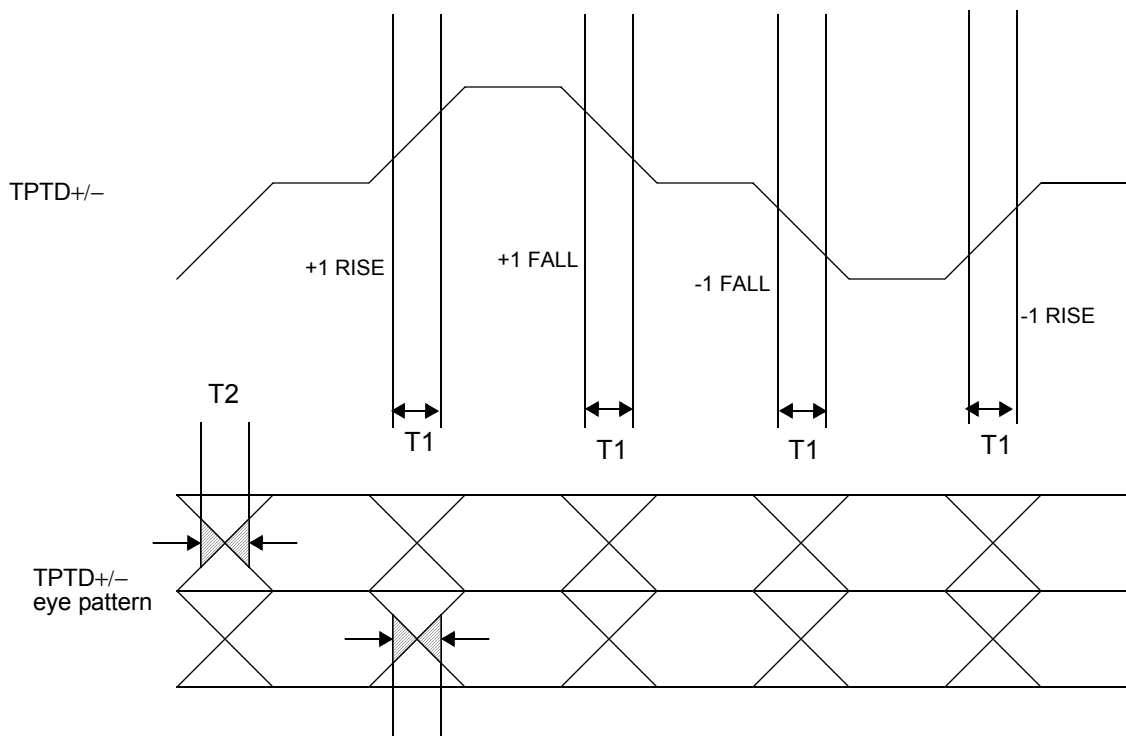 TPTD+/−
+1 RISE
+1 FALL
-1 FALL
-1 RISE
T2
T1
T1
T1
T1
TPTD+/−
eye pattern